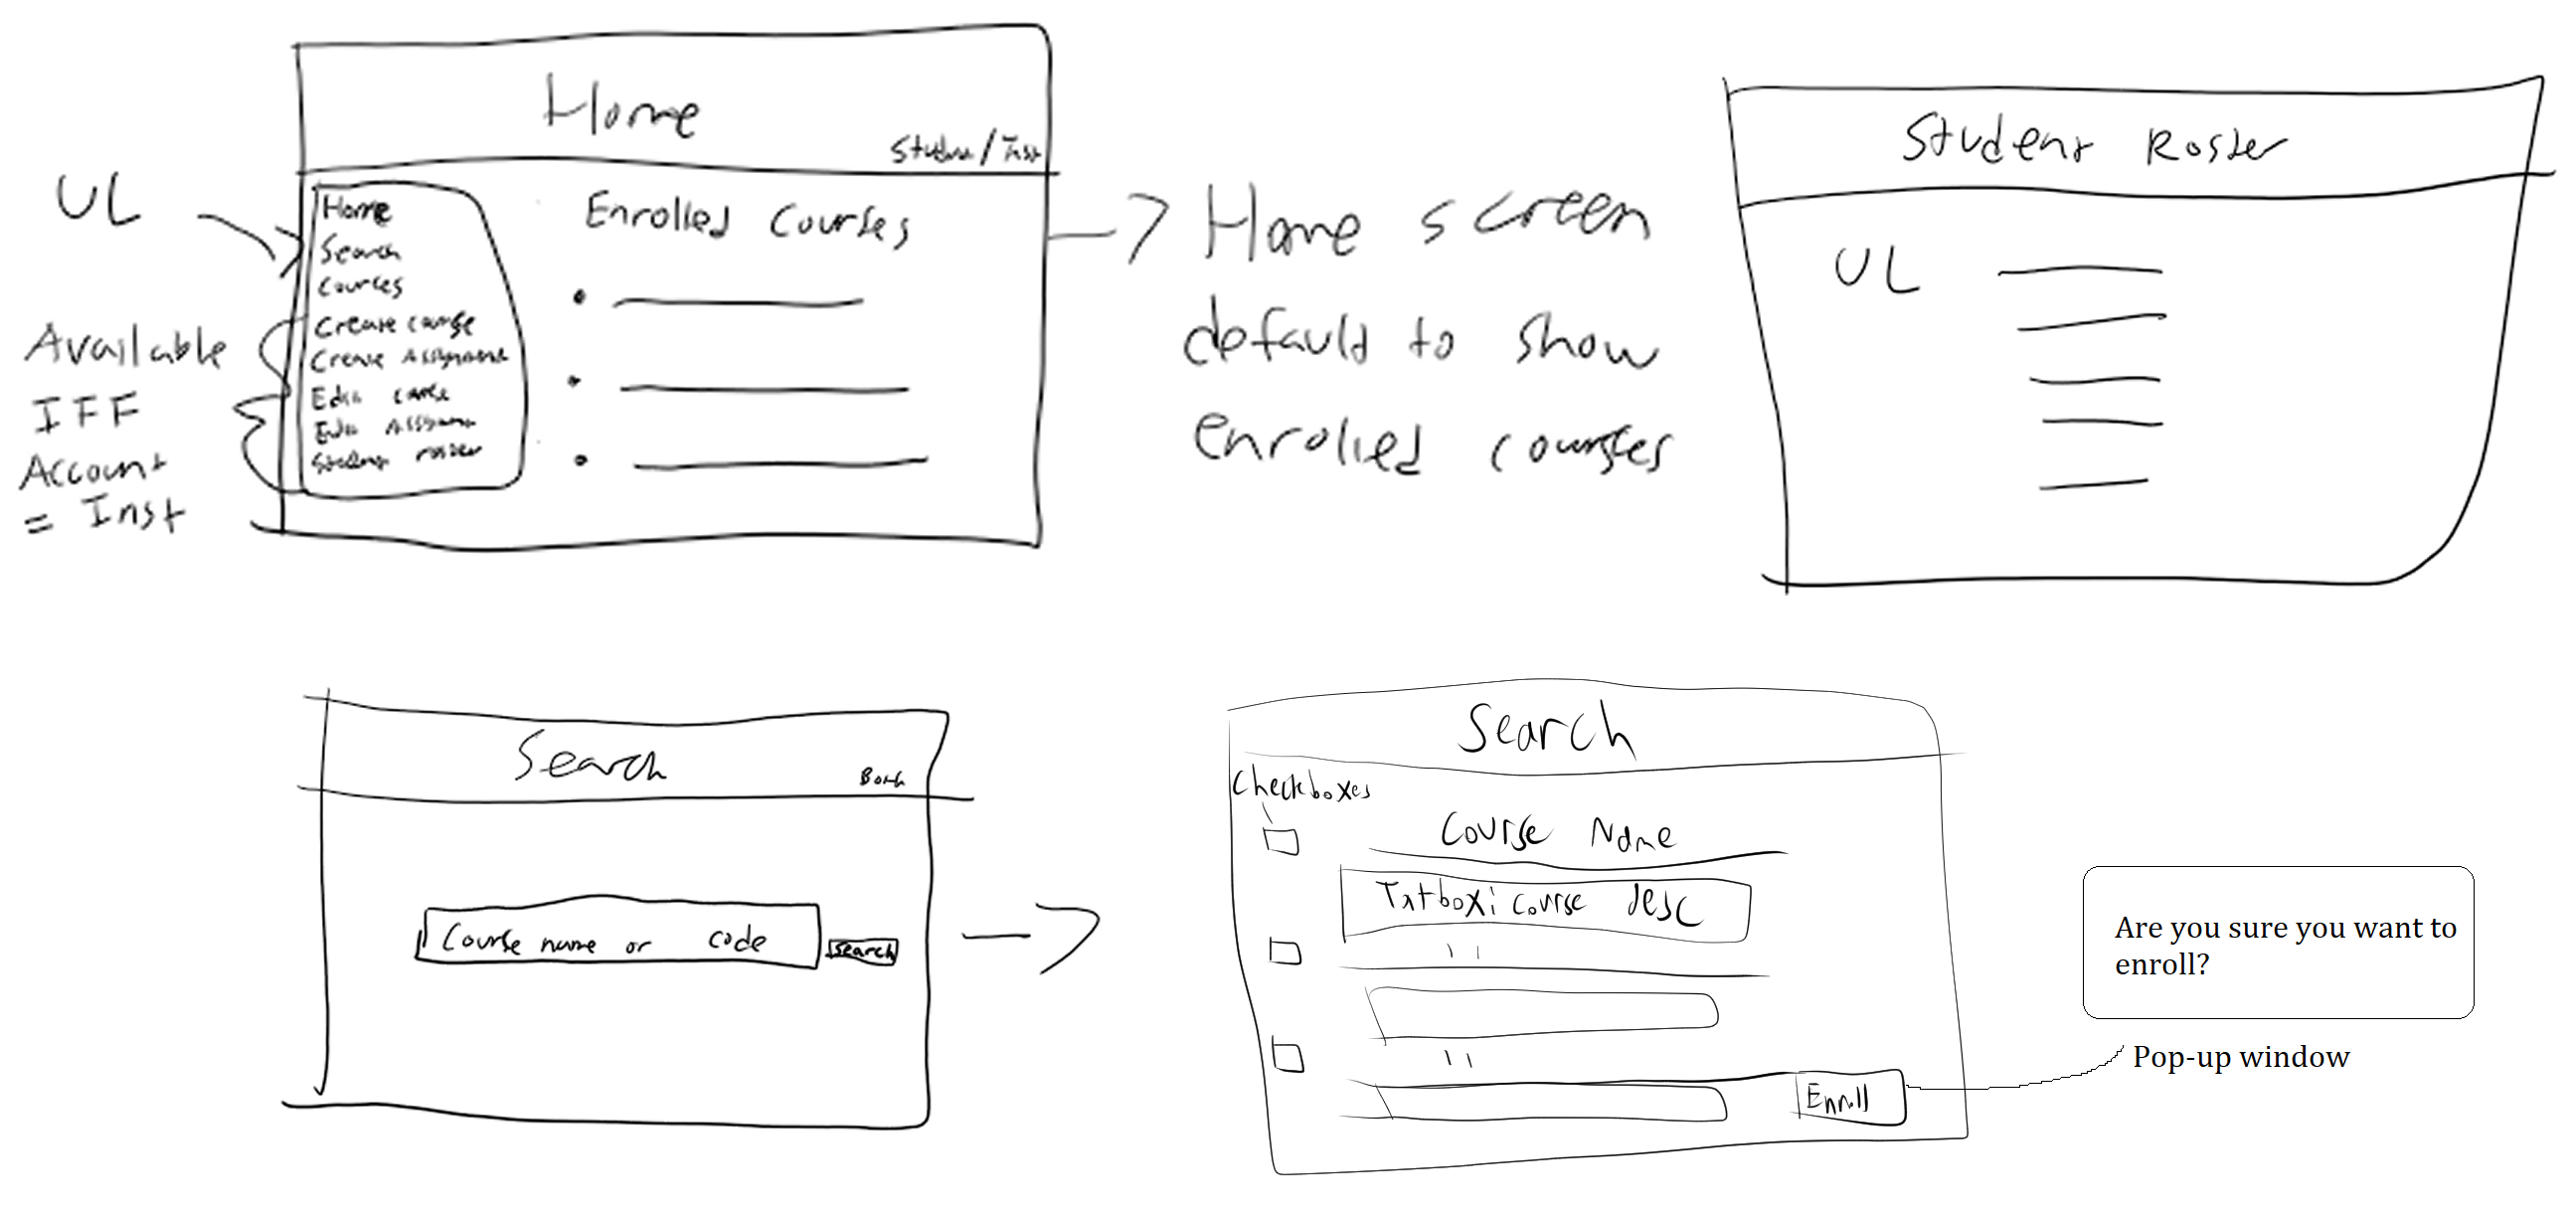 Home
Student/Inst
UL
Home
Search
Courses
Create course
Create Assignment
Edit course
Edit Assignment
Student roster
Available
IFF
Account
= Inst
Enrolled Courses
Home screen
default to show
enrolled courses
Student Roster
UL
Search
Both
Course name or code
Search
Search
Checkboxes
Course Name
Txtbox: course desc
" 
"
Enroll
Are you sure you want to
enroll?
Pop-up window